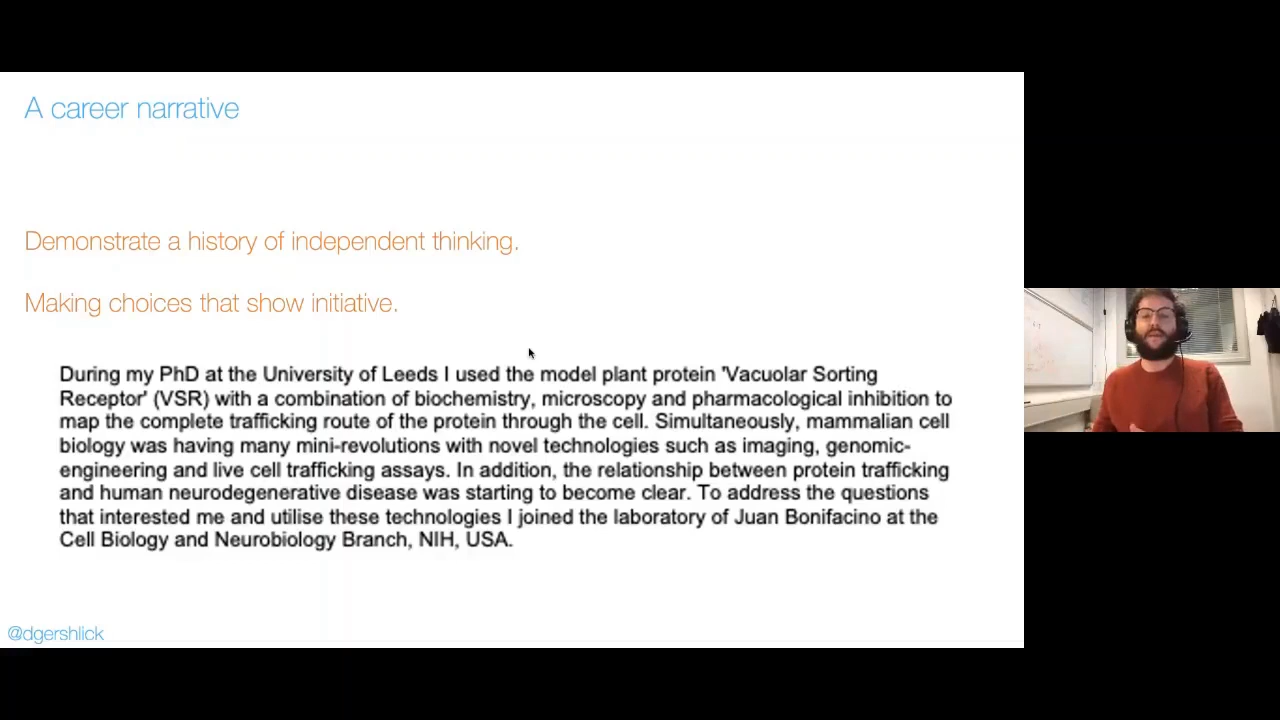 A career narrative
Demonstrate a history of independent thinking.
Making choices that show initiative.
During my PhD at the University of Leeds I used the model plant protein 'Vacuolar Sorting
Receptor' (VSR) with a combination of biochemistry, microscopy and pharmacological inhibition to
map the complete trafficking route of the protein through the cell. Simultaneously, mammalian cell
biology was having many mini-revolutions with novel technologies such as imaging, genomic-
engineering and live cell trafficking assays. In addition, the relationship between protein trafficking
and human neurodegenerative disease was starting to become clear. To address the questions
that interested me and utilise these technologies I joined the laboratory of Juan Bonifacino at the
Cell Biology and Neurobiology Branch, NIH, USA.
@dgershlick